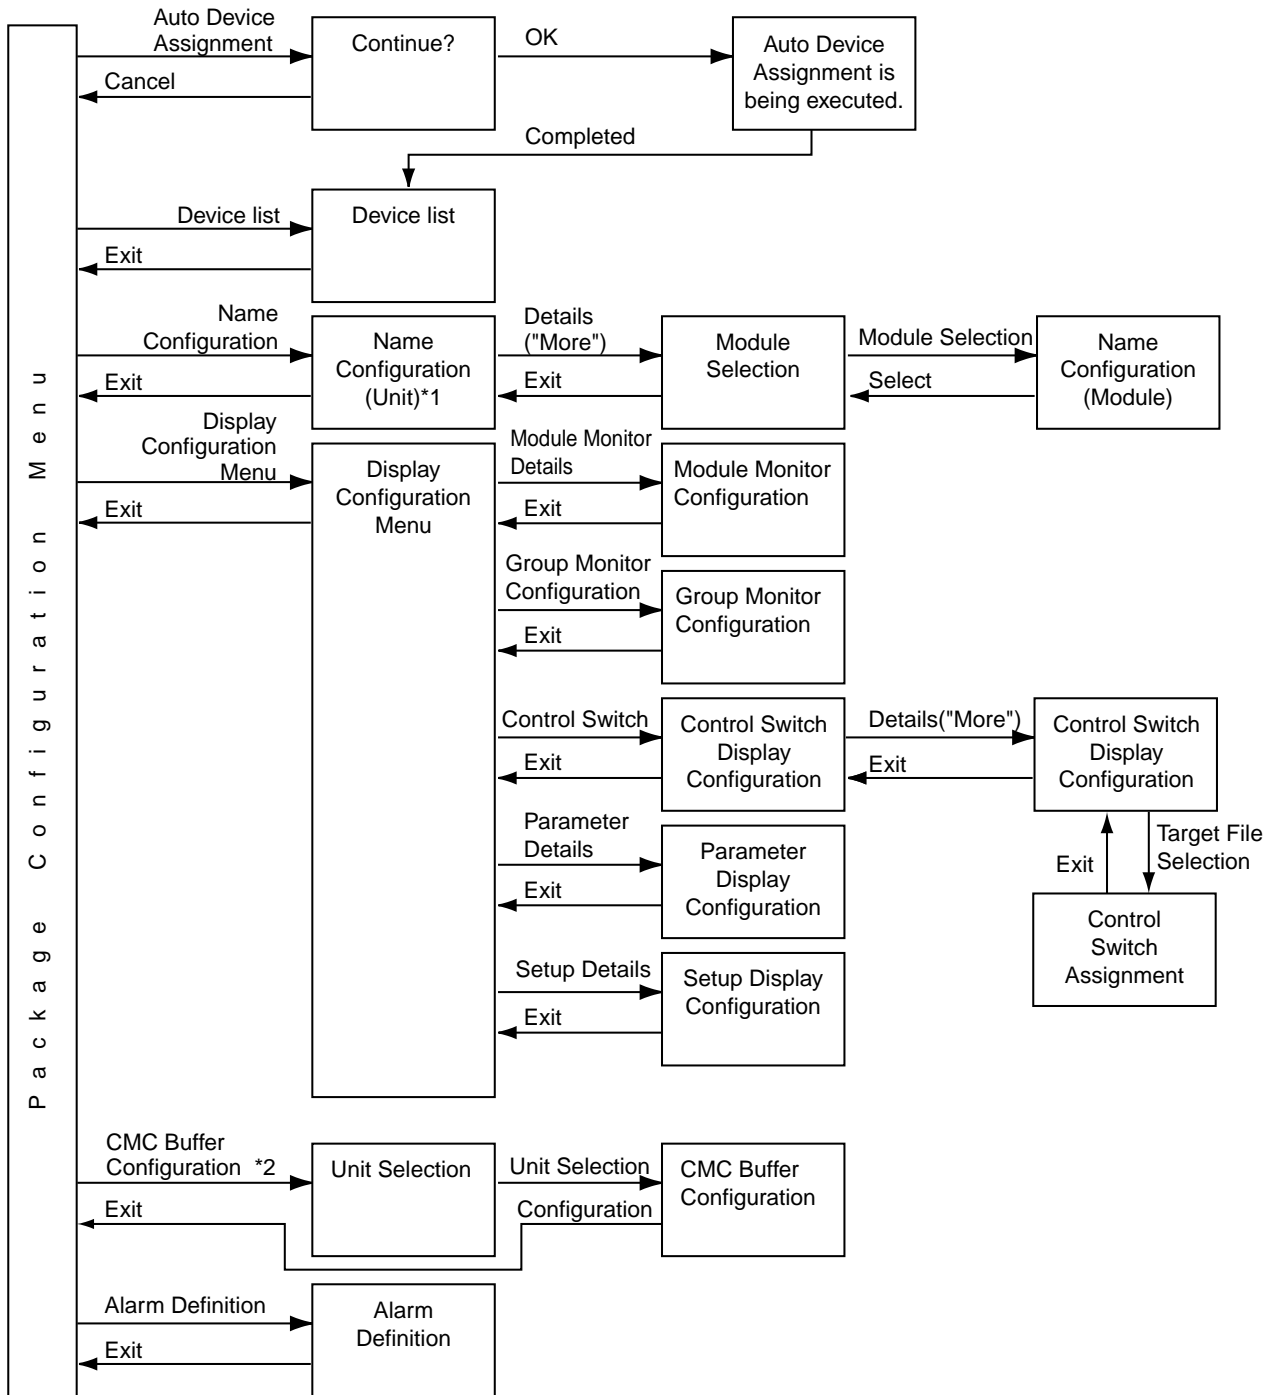 Package Configuration Menu
Auto Device
Assignment
Cancel
Continue?
OK
Auto Device
Assignment is
being executed.
Completed
Device list
Exit
Device list
Name
Configuration
Exit
Name
Configuration
(Unit)*1
Details
("More")
Exit
Module
Selection
Module Selection
Select
Name
Configuration
(Module)
Display
Configuration
Menu
Exit
Display
Configuration
Menu
Module Monitor
Details
Exit
Module Monitor
Configuration
Group Monitor
Configuration
Exit
Group Monitor
Configuration
Control Switch
Exit
Control Switch
Display
Configuration
Details("More")
Exit
Control Switch
Display
Configuration
Exit
Target File
Selection
Control
Switch
Assignment
Parameter
Details
Exit
Parameter
Display
Configuration
Setup Details
Exit
Setup Display
Configuration
CMC Buffer
Configuration *2
Exit
Unit Selection
Unit Selection
Configuration
CMC Buffer
Configuration
Alarm Definition
Exit
Alarm
Definition